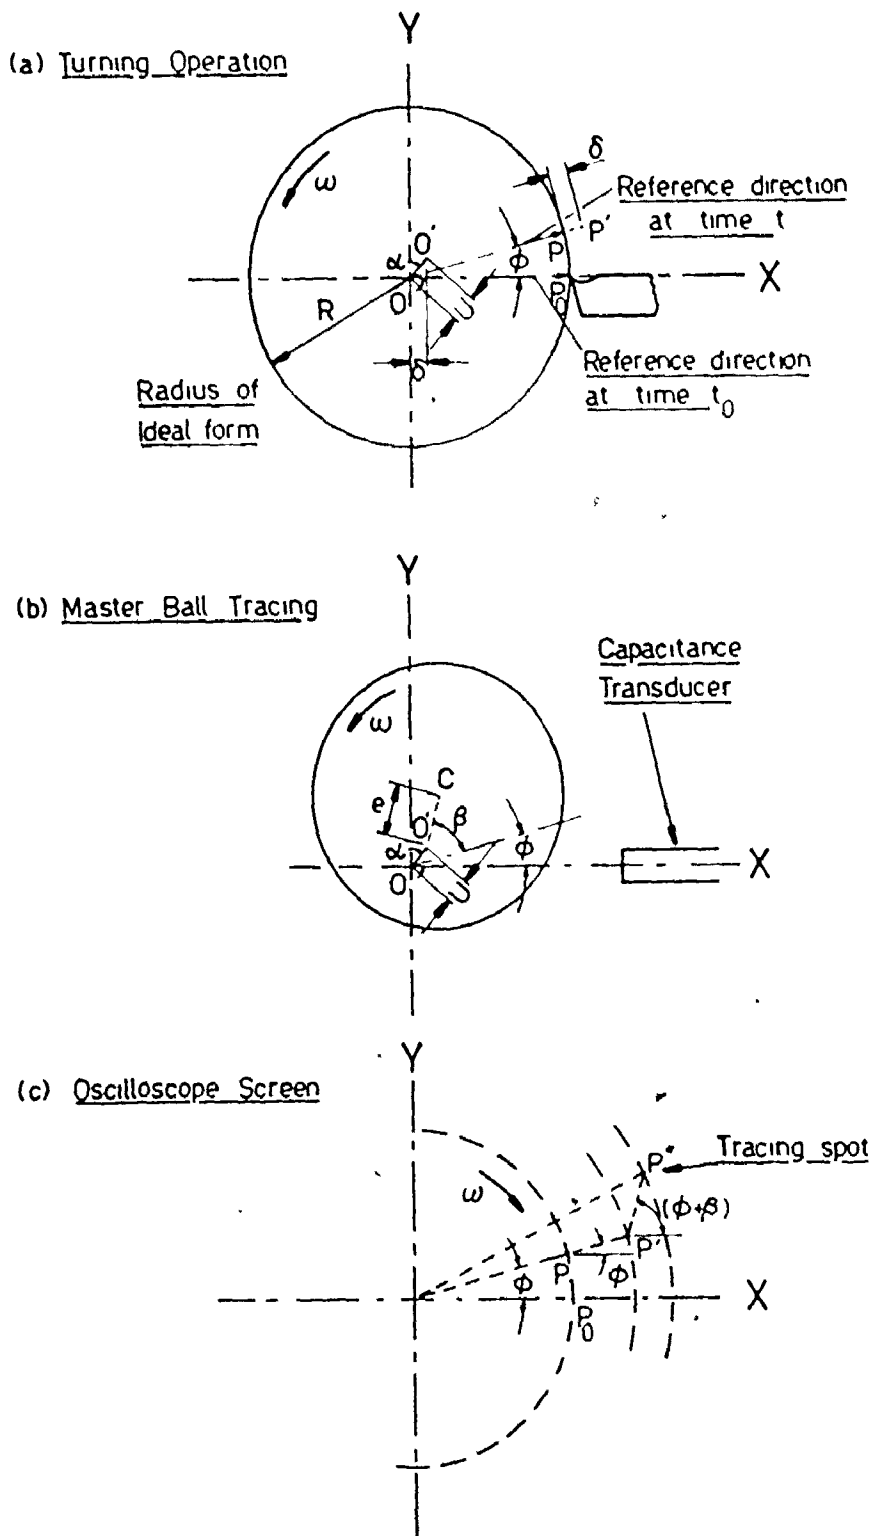 Y
(a) Turning Operation
δ
Reference direction
at time t
ω
O'
P'
α
ϕ
P
X
O
P0
R
U
δ
Reference direction
at time t0
Radius of
Ideal form
Y
(b) Master Ball Tracing
Capacitance
Transducer
ω
C
e
O'
β
α
ϕ
X
O
U
Y
(c) Oscilloscope Screen
P"
Tracing spot
ω
(ϕ+β)
P'
ϕ
P
ϕ
X
P0